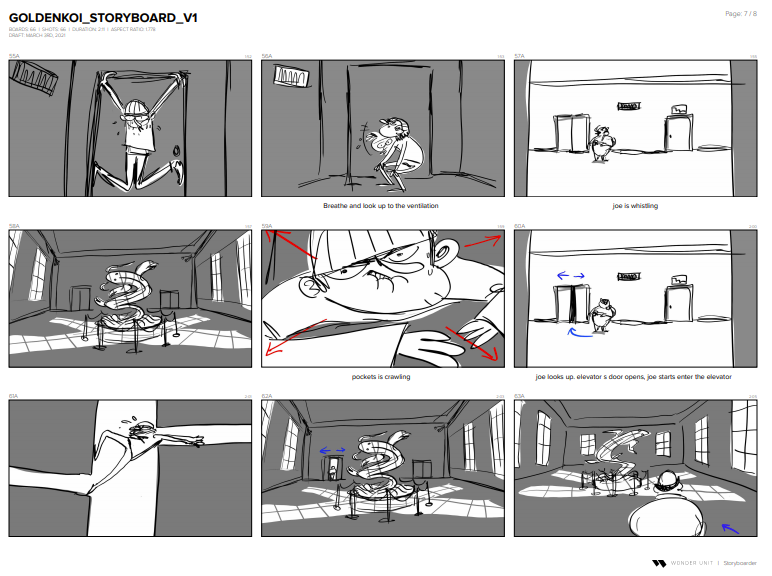 GOLDENKOI_STORYBOARD_V1
Page: 7 / 8
BOARDS: 66 | SHOTS: 66 | DURATION: 2:11 | ASPECT RATIO: 1.778
DRAFT: MARCH 3RD, 2021
55A
56A
57A
Breathe and look up to the ventilation
joe is whistling
58A
59A
60A
pockets is crawling
joe looks up. elevator s door opens, joe starts enter the elevator
61A
62A
63A
WONDER UNIT | Storyboarder